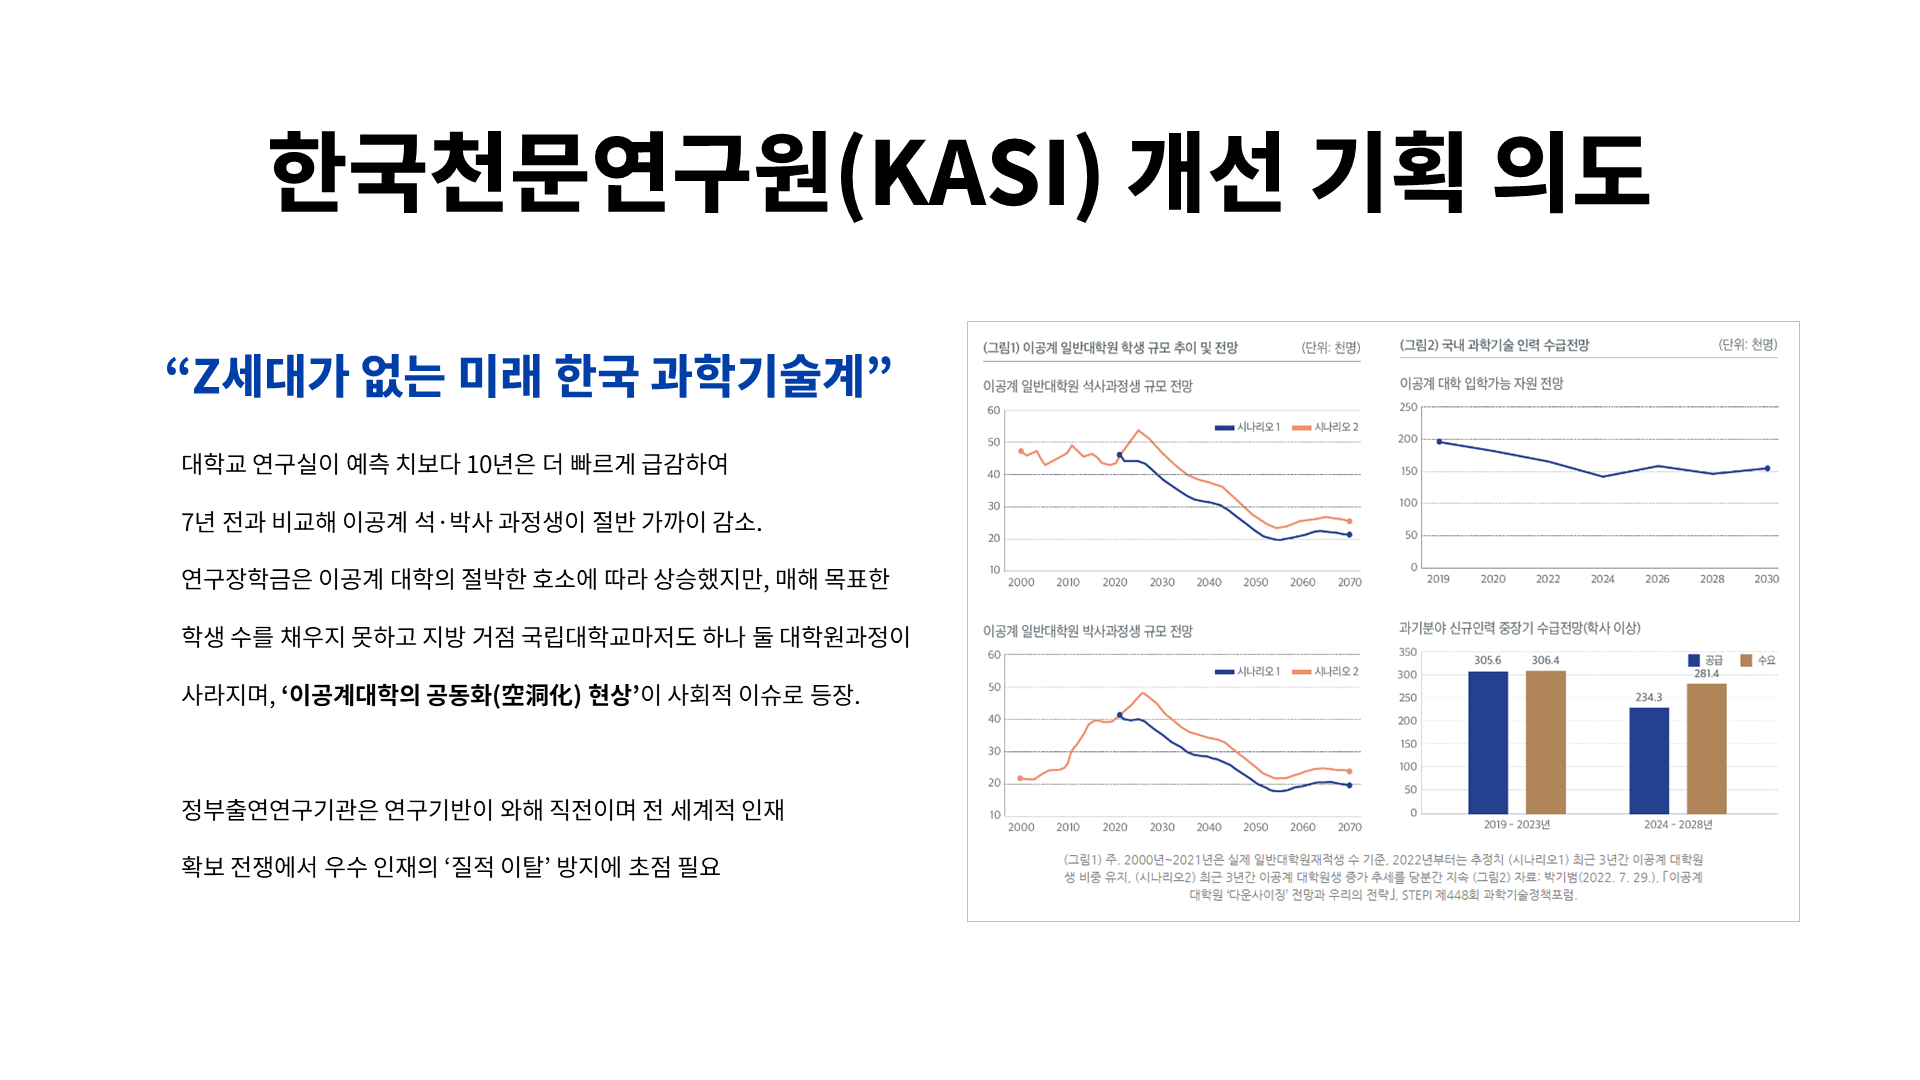 한국천문연구원(KASI) 개선 기획 의도
“Z세대가 없는 미래 한국 과학기술계”
대학교 연구실이 예측 치보다 10년은 더 빠르게 급감하여
7년 전과 비교해 이공계 석·박사 과정생이 절반 가까이 감소.
연구장학금은 이공계 대학의 절박한 호소에 따라 상승했지만, 매해 목표한
학생 수를 채우지 못하고 지방 거점 국립대학교마저도 하나 둘 대학원과정이
사라지며, ‘이공계대학의 공동화(空洞化) 현상’이 사회적 이슈로 등장.
정부출연연구기관은 연구기반이 와해 직전이며 전 세계적 인재
확보 전쟁에서 우수 인재의 ‘질적 이탈’ 방지에 초점 필요
(그림1) 이공계 일반대학원 학생 규모 추이 및 전망 (단위: 천명)
이공계 일반대학원 석사과정생 규모 전망
시나리오 1 시나리오 2
60
50
40
30
20
10
2000 2010 2020 2030 2040 2050 2060 2070
이공계 일반대학원 박사과정생 규모 전망
시나리오 1 시나리오 2
60
50
40
30
20
10
2000 2010 2020 2030 2040 2050 2060 2070
(그림2) 국내 과학기술 인력 수급전망 (단위: 천명)
이공계 대학 입학가능 자원 전망
250
200
150
100
50
0
2019 2020 2022 2024 2026 2028 2030
과기분야 신규인력 중장기 수급전망(학사 이상)
공급 수요
350
300
250
200
150
100
50
0
305.6 306.4
234.3 281.4
2019 - 2023년 2024 - 2028년
(그림1) 주. 2000년~2021년은 실제 일반대학원재적생 수 기준, 2022년부터는 추정치 (시나리오1) 최근 3년간 이공계 대학원
생 비중 유지, (시나리오2) 최근 3년간 이공계 대학원생 증가 추세를 당분간 지속 (그림2) 자료: 박기범(2022. 7. 29.), 「이공계
대학원 ‘다운사이징’ 전망과 우리의 전략」, STEPI 제448회 과학기술정책포럼.